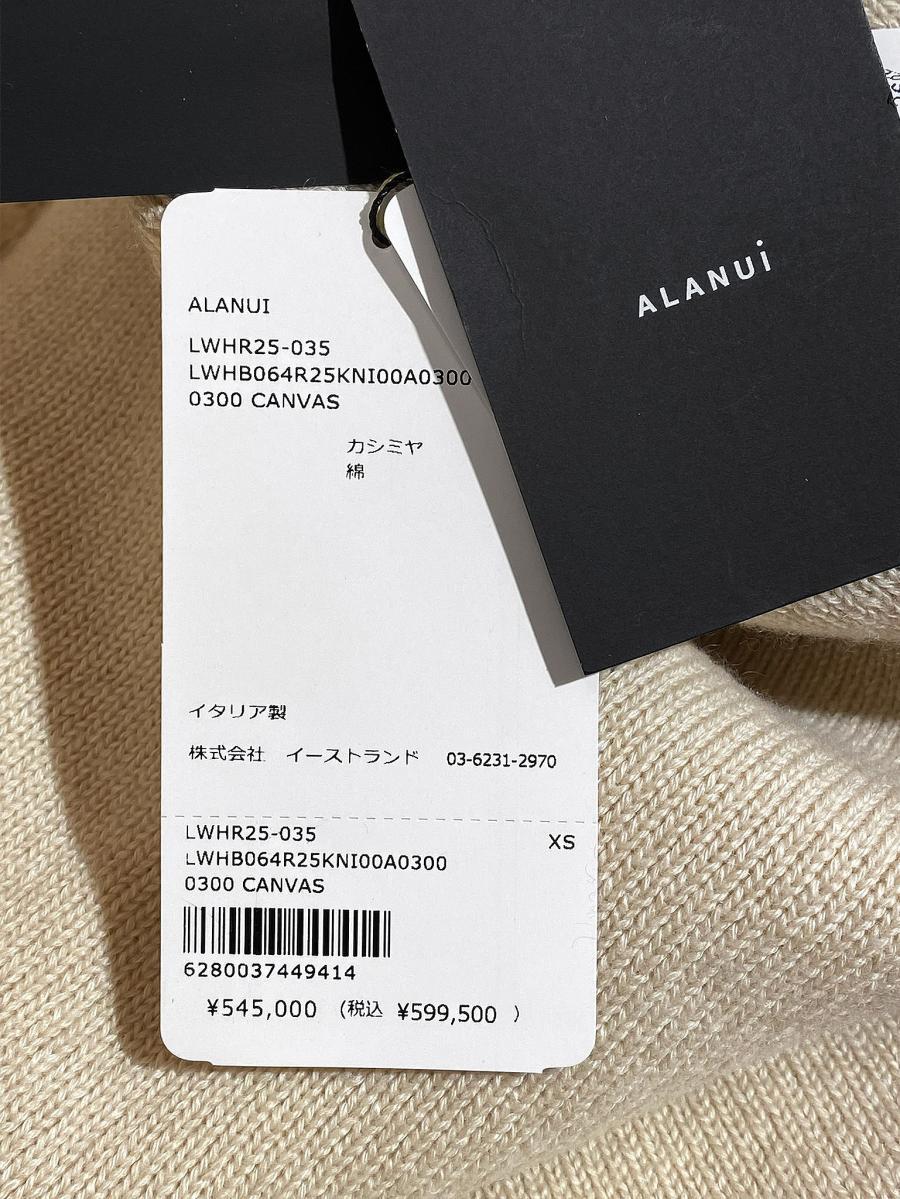 ALANUI
ALANUi
LWHR25-035
LWHB064R25KNI00A0300
0300 CANVAS
カシミヤ
綿
イタリア製
株式会社 イーストランド 03-6231-2970
LWHR25-035 XS
LWHB064R25KNI00A0300
0300 CANVAS
6280037449414
¥545,000 (税込 ¥599,500 )